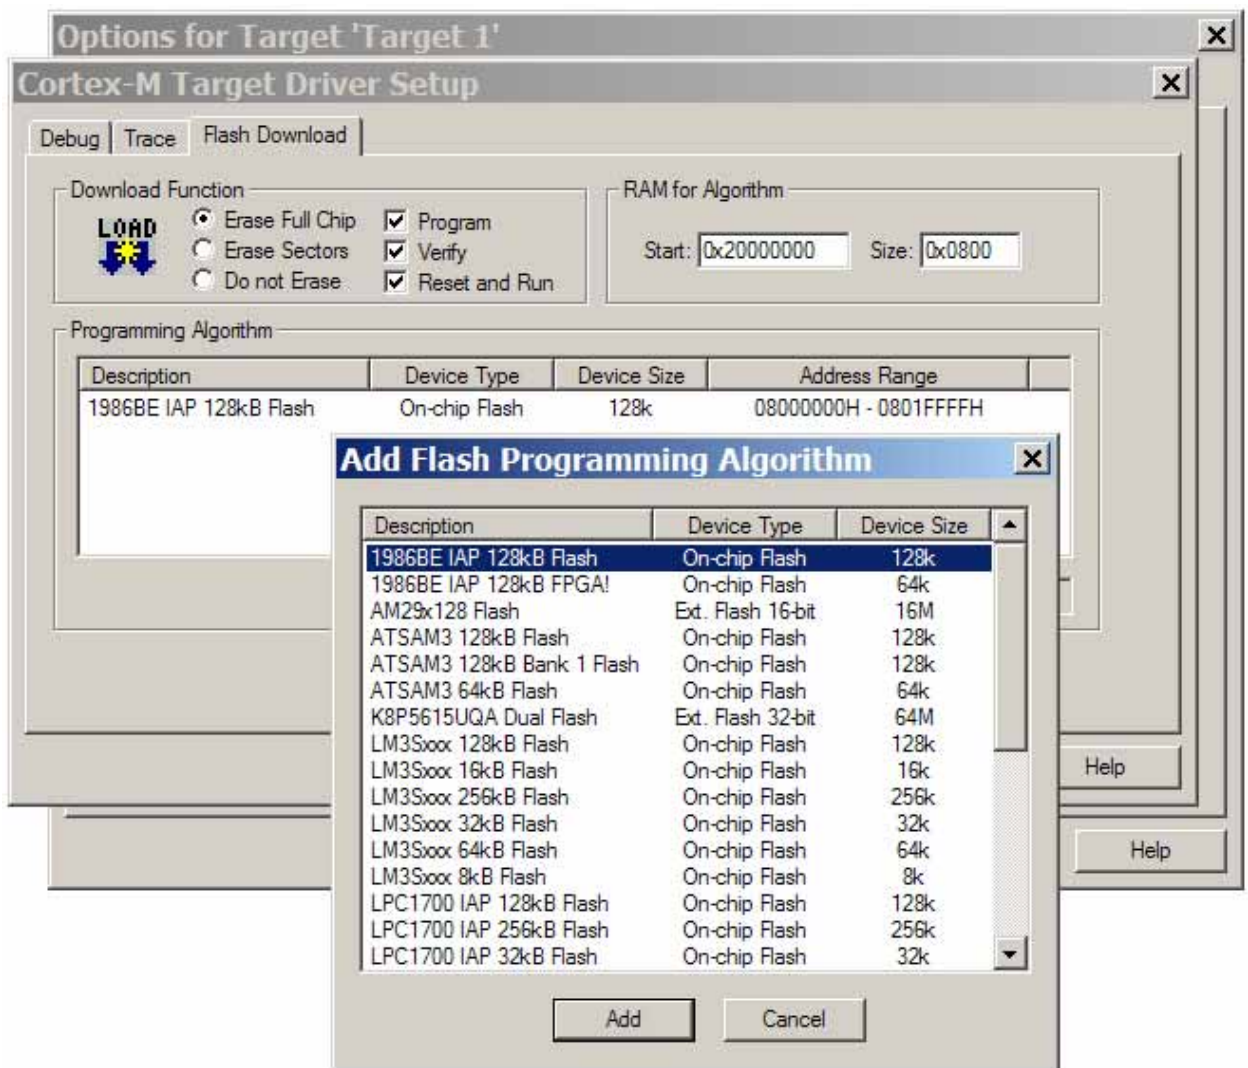 Options for Target 'Target 1'
Cortex-M Target Driver Setup
Debug Trace Flash Download
Download Function
LOAD
Erase Full Chip
Erase Sectors
Do not Erase
Program
Verify
Reset and Run
RAM for Algorithm
Start: 0x20000000 Size: 0x0800
Programming Algorithm
Description Device Type Device Size Address Range
1986BE IAP 128kB Flash On-chip Flash 128k 08000000H - 0801FFFFH
Add Flash Programming Algorithm
Description Device Type Device Size
1986BE IAP 128kB Flash On-chip Flash 128k
1986BE IAP 128kB FPGA! On-chip Flash 64k
AM29x128 Flash Ext. Flash 16-bit 16M
ATSAM3 128kB Flash On-chip Flash 128k
ATSAM3 128kB Bank 1 Flash On-chip Flash 128k
ATSAM3 64kB Flash On-chip Flash 64k
K8P5615UQA Dual Flash Ext. Flash 32-bit 64M
LM3Sxxx 128kB Flash On-chip Flash 128k
LM3Sxxx 16kB Flash On-chip Flash 16k
LM3Sxxx 256kB Flash On-chip Flash 256k
LM3Sxxx 32kB Flash On-chip Flash 32k
LM3Sxxx 64kB Flash On-chip Flash 64k
LM3Sxxx 8kB Flash On-chip Flash 8k
LPC1700 IAP 128kB Flash On-chip Flash 128k
LPC1700 IAP 256kB Flash On-chip Flash 256k
LPC1700 IAP 32kB Flash On-chip Flash 32k
Add Cancel
Help
Help